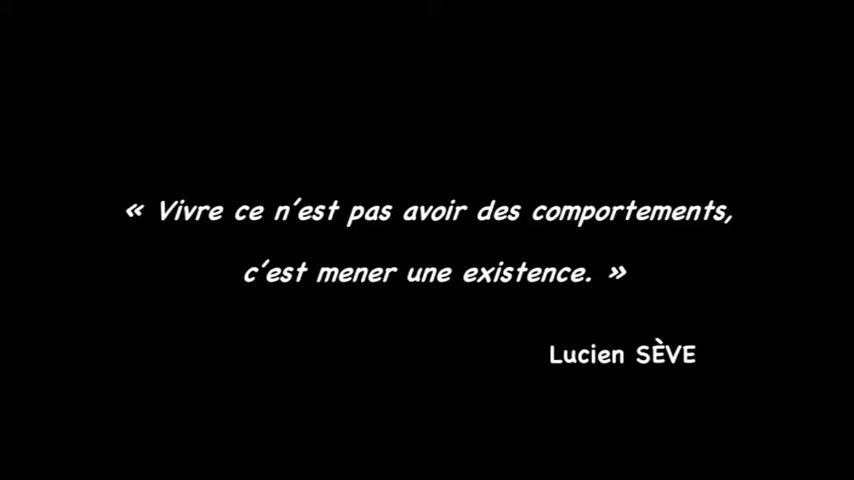 « Vivre ce n'est pas avoir des comportements,
c'est mener une existence. »
Lucien SÈVE